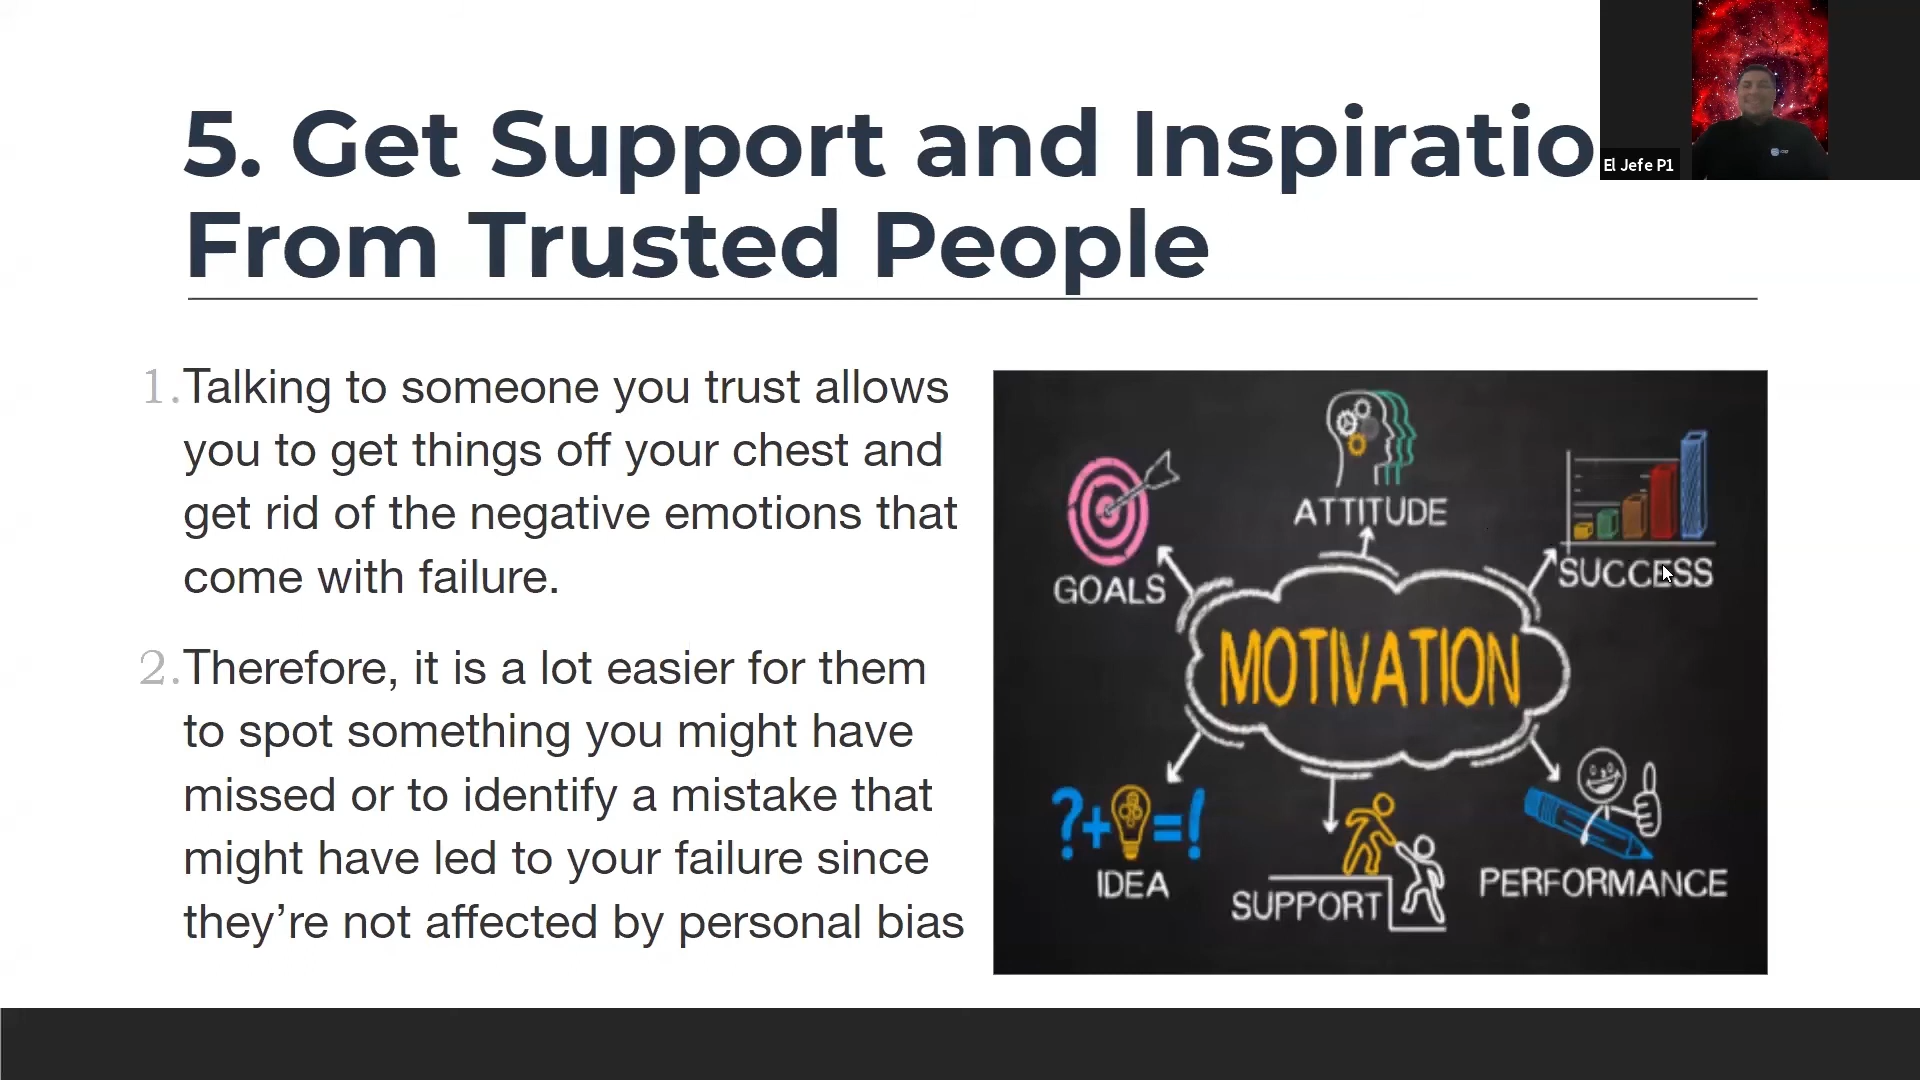 5. Get Support and Inspiratio
From Trusted People
El Jefe P1
1. Talking to someone you trust allows
you to get things off your chest and
get rid of the negative emotions that
come with failure.
2. Therefore, it is a lot easier for them
to spot something you might have
missed or to identify a mistake that
might have led to your failure since
they’re not affected by personal bias
ATTITUDE
GOALS
SUCCESS
MOTIVATION
?+=!
IDEA
SUPPORT
PERFORMANCE